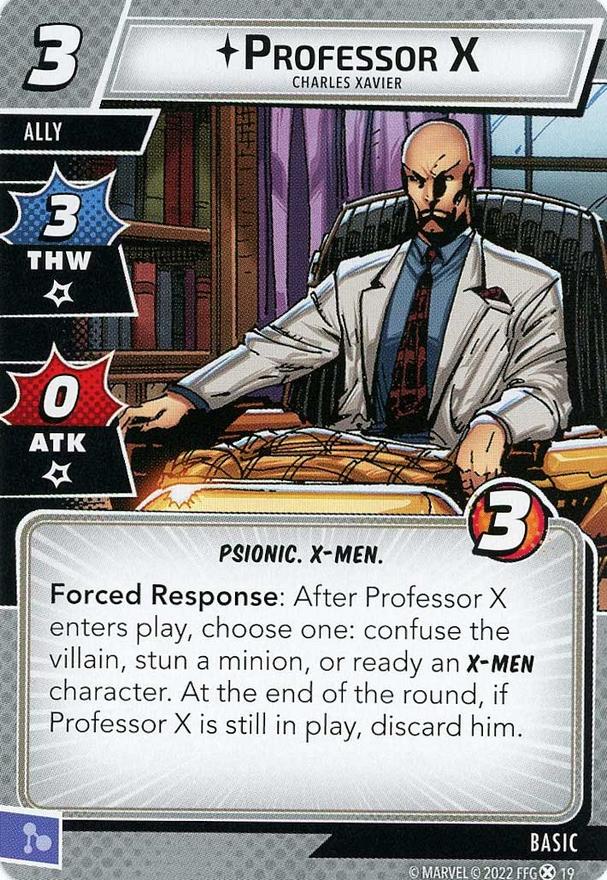 3
PROFESSOR X
CHARLES XAVIER
ALLY
3
THW
0
ATK
3
PSIONIC. X-MEN.
Forced Response: After Professor X
enters play, choose one: confuse the
villain, stun a minion, or ready an X-MEN
character. At the end of the round, if
Professor X is still in play, discard him.
BASIC
© MARVEL © 2022 FFG 19